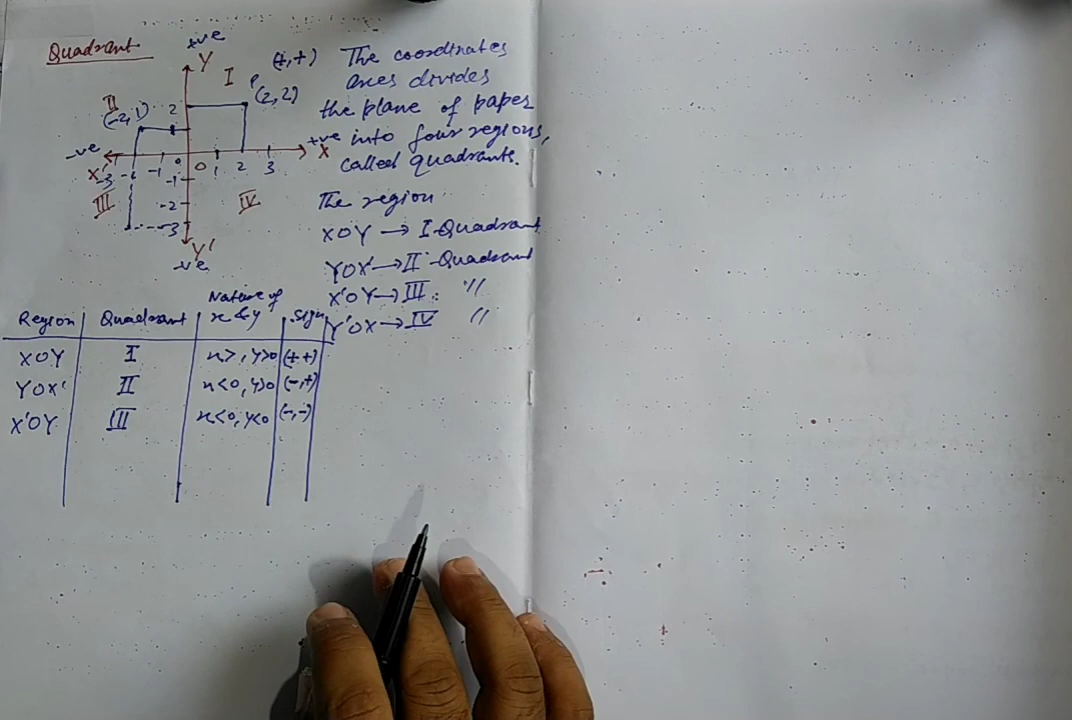 Quadrant
+ve
Y
I
(+,+)
P(2,2)
II
(-2,1)
2
-ve
+ve
X'
X
0
0
1
2
3
-3
-1
-1
-2
-3
III
IV
Y'
-ve
The coordinates
axes divides
the plane of paper
into four regions,
called quadrants.
The region
XOY → I-Quadrant
YOX' → II-Quadrant
X'OY → III "
Y'OX → IV "
Region Quadrant Nature of x & y Sign
XOY I x>, y>0 (+ +)
YOX' II x<0, y>0 (-,+)
X'OY III x<0, y<0 (-,-)